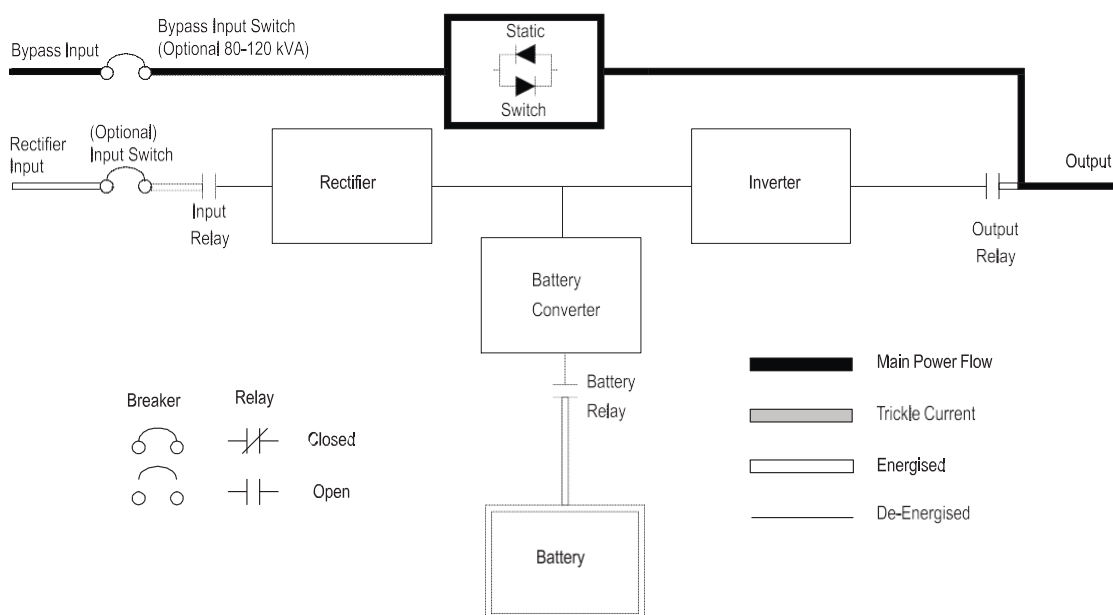 Bypass Input
Bypass Input Switch
(Optional 80-120 kVA)
Static
Switch
Rectifier
Input
(Optional)
Input Switch
Input
Relay
Rectifier
Inverter
Output
Output
Relay
Battery
Converter
Battery
Relay
Battery
Breaker
Relay
Closed
Open
Main Power Flow
Trickle Current
Energised
De-Energised